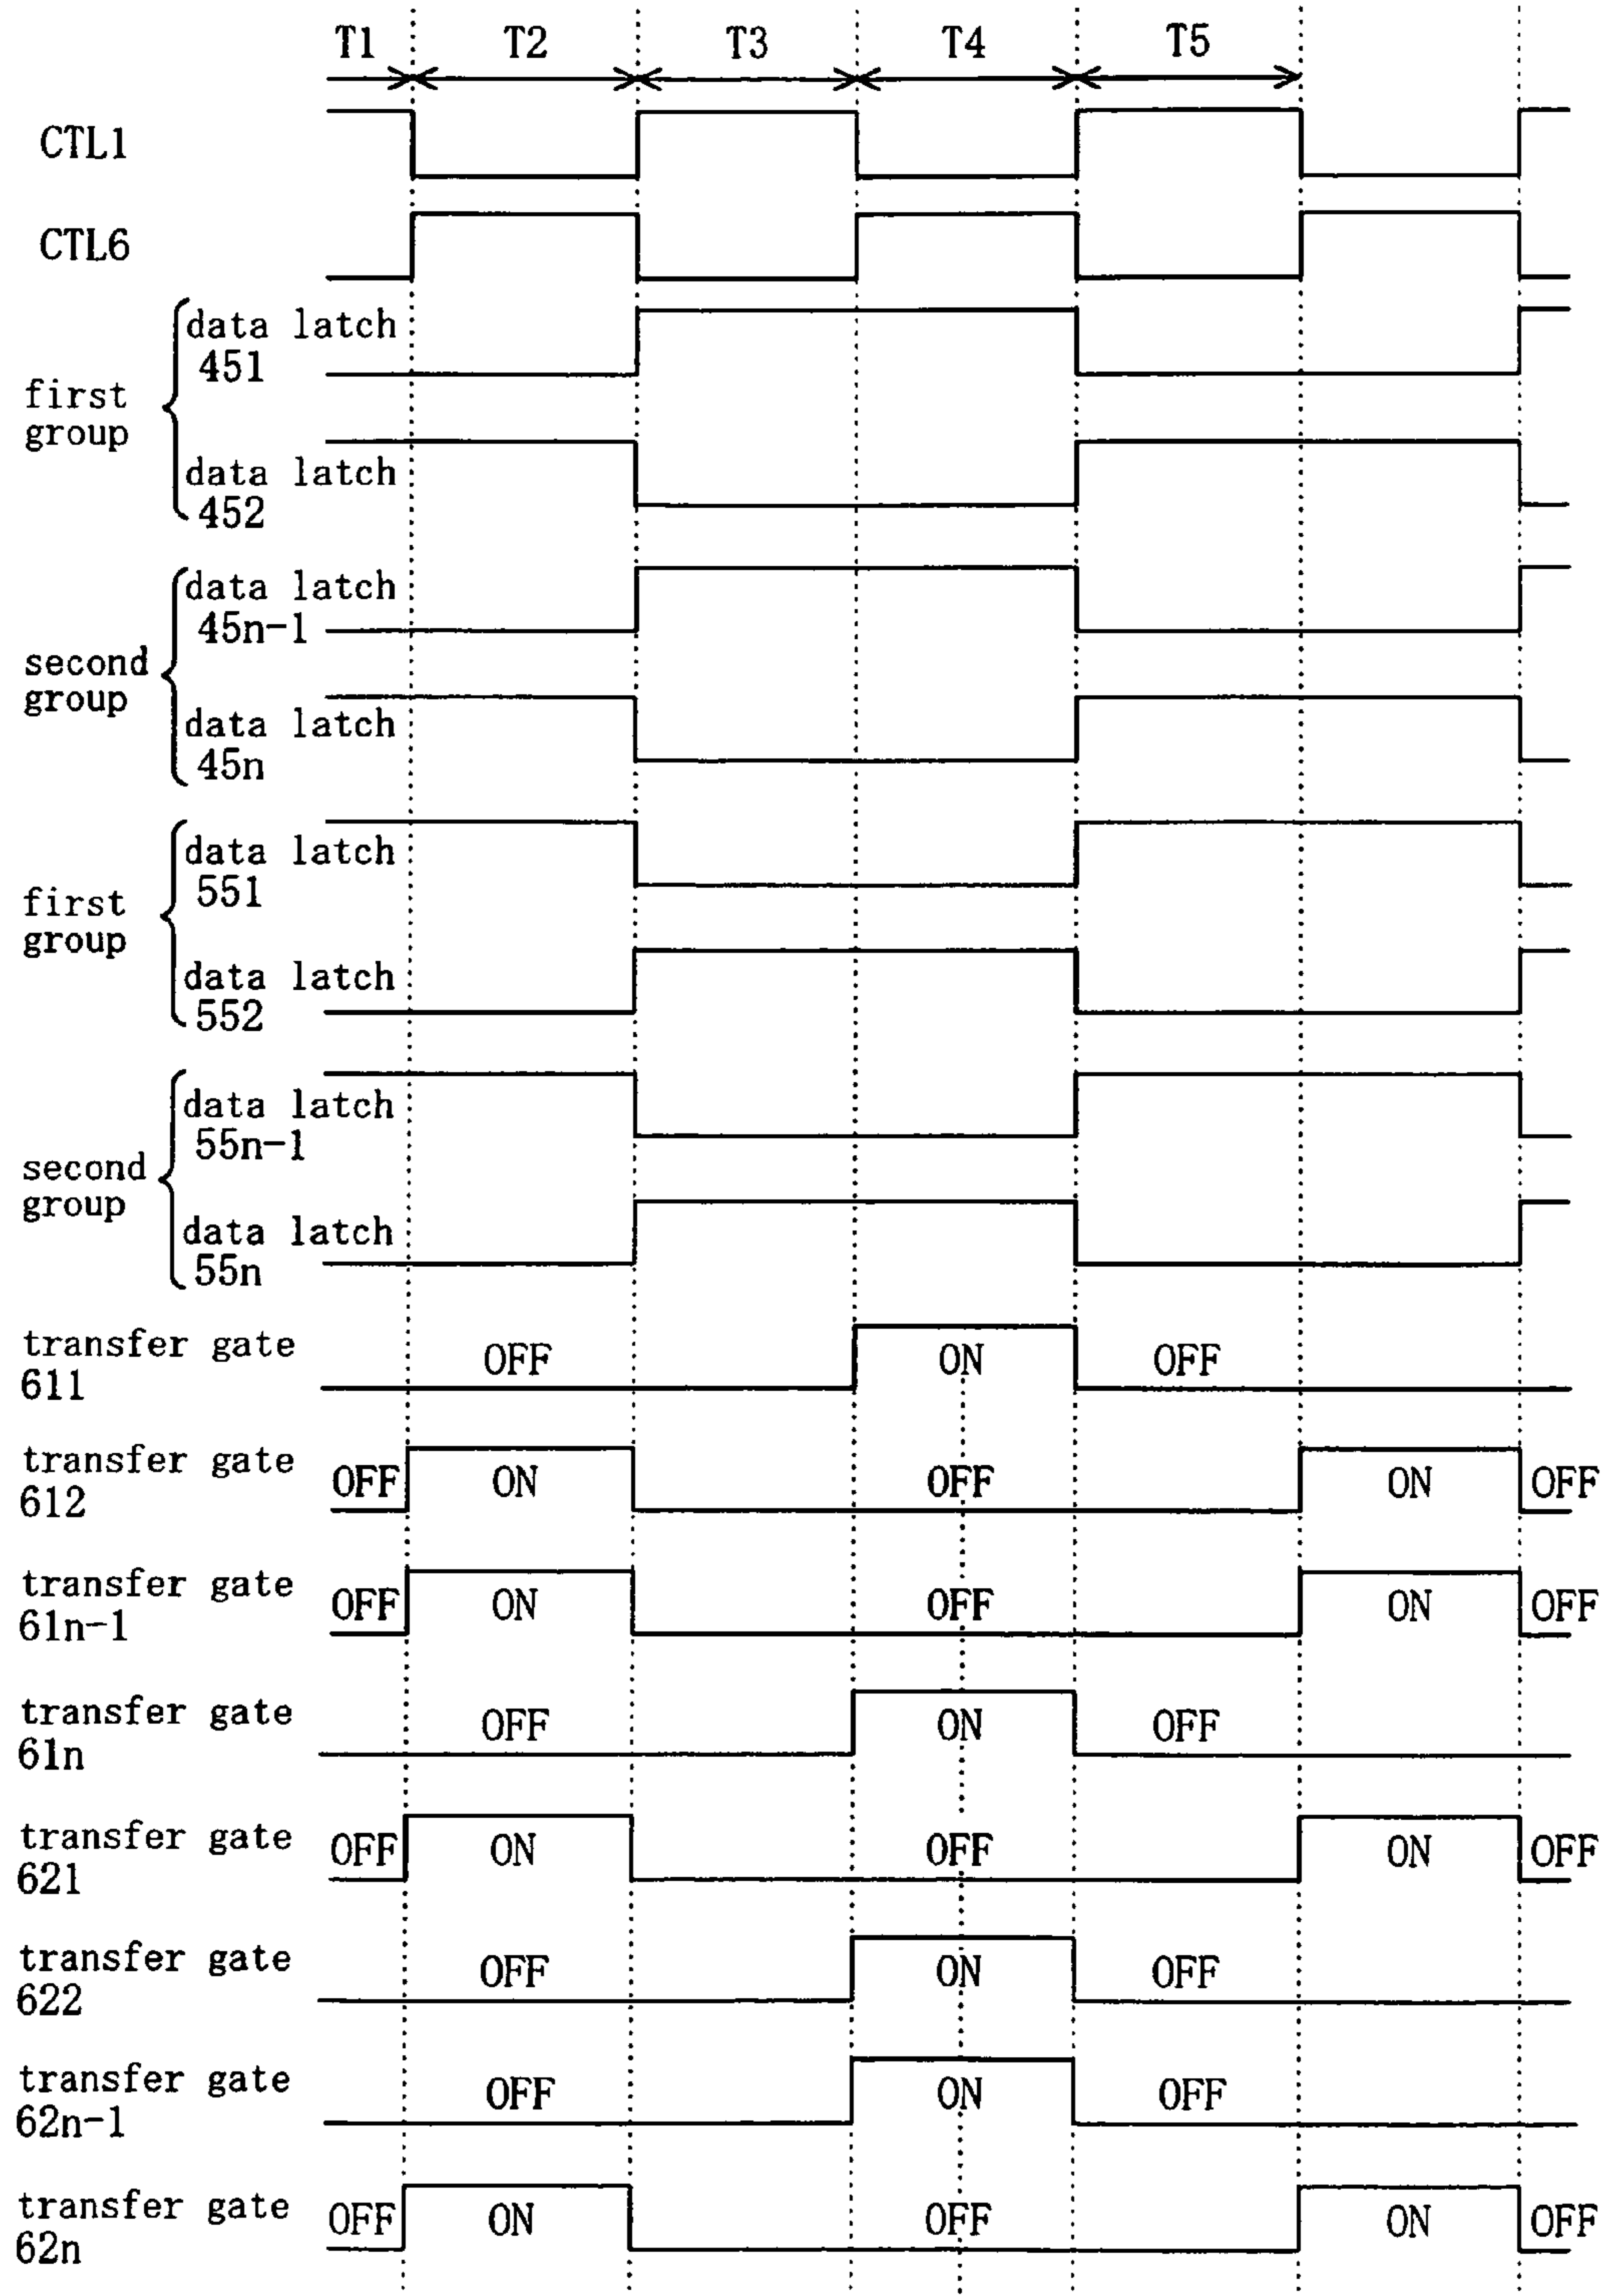 T1 T2 T3 T4 T5
CTL1
CTL6
first
group
data latch
451
data latch
452
second
group
data latch
45n-1
data latch
45n
first
group
data latch
551
data latch
552
second
group
data latch
55n-1
data latch
55n
transfer gate
611
OFF ON OFF
transfer gate
612
OFF ON OFF ON OFF
transfer gate
61n-1
OFF ON OFF ON OFF
transfer gate
61n
OFF ON OFF
transfer gate
621
OFF ON OFF ON OFF
transfer gate
622
OFF ON OFF
transfer gate
62n-1
OFF ON OFF
transfer gate
62n
OFF ON OFF ON OFF